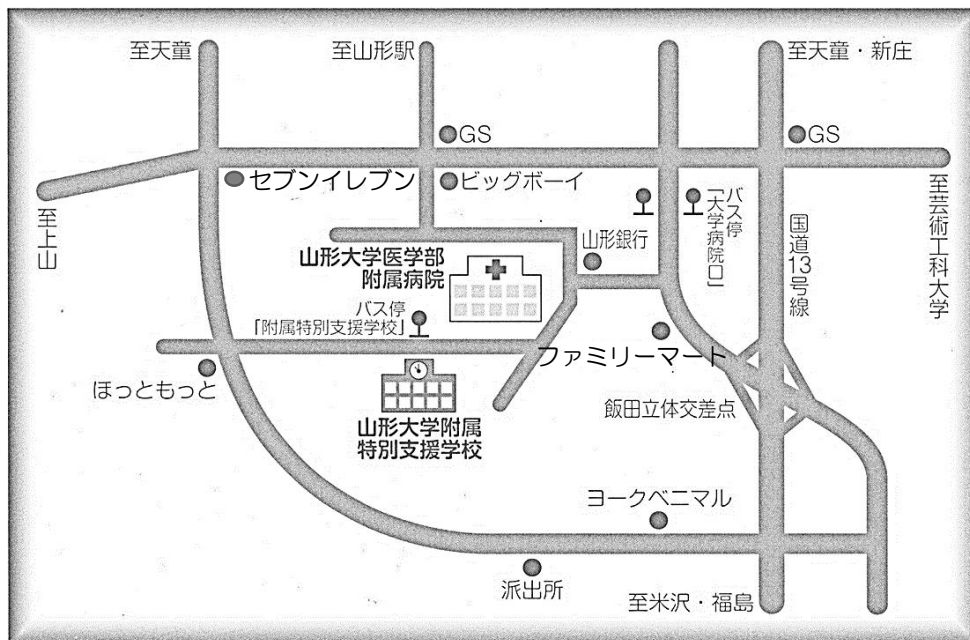 至天童
至山形駅
至天童・新庄
GS
GS
セブンイレブン
ビッグボーイ
至上山
バス停
「大学病院口」
国道13号線
至芸術工科大学
山形銀行
山形大学医学部
附属病院
バス停
「附属特別支援学校」
ファミリーマート
ほっともっと
飯田立体交差点
山形大学附属
特別支援学校
ヨークベニマル
派出所
至米沢・福島